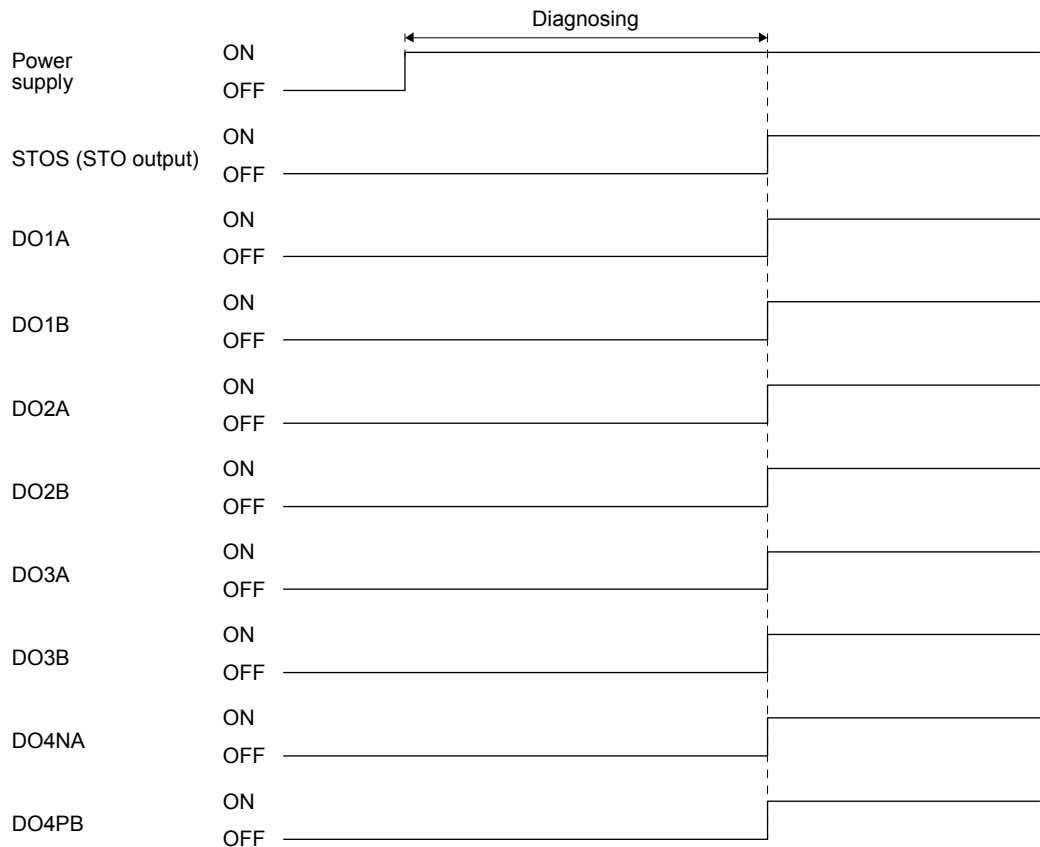 Diagnosing
Power
supply
ON
OFF
STOS (STO output)
ON
OFF
DO1A
ON
OFF
DO1B
ON
OFF
DO2A
ON
OFF
DO2B
ON
OFF
DO3A
ON
OFF
DO3B
ON
OFF
DO4NA
ON
OFF
DO4PB
ON
OFF